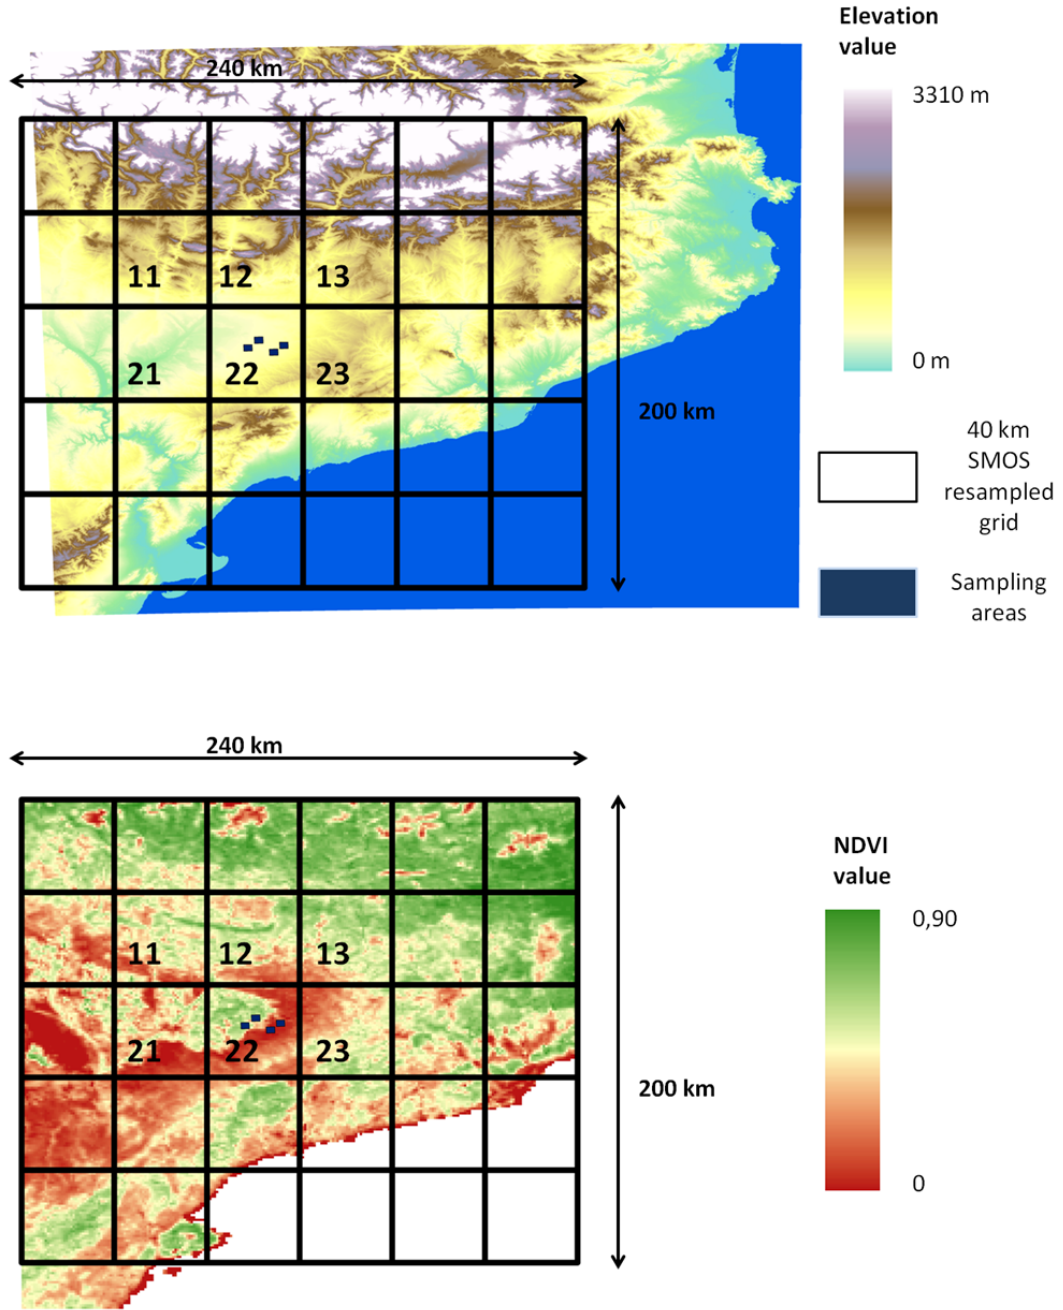 Elevation
value
240 km
3310 m
11
12
13
0 m
21
22
23
200 km
40 km
SMOS
resampled
grid
Sampling
areas
240 km
NDVI
value
0,90
11
12
13
21
22
23
200 km
0